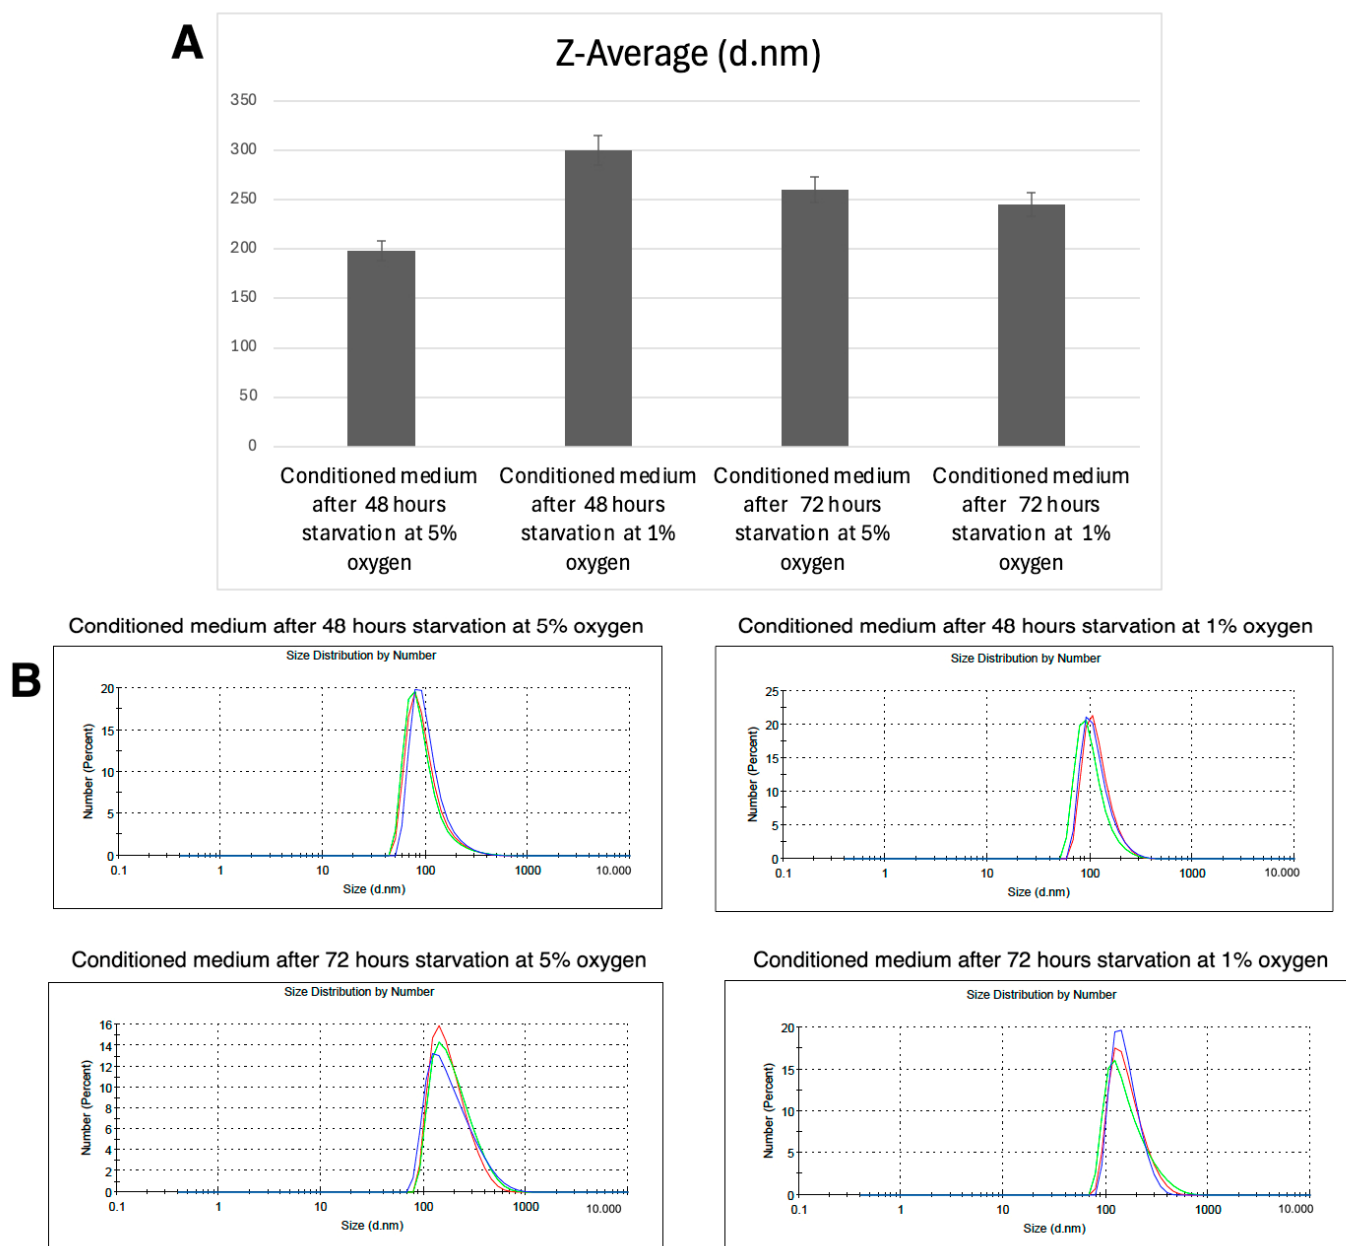 A
Z-Average (d.nm)
350
300
250
200
150
100
50
0
Conditioned medium
after 48 hours
starvation at 5%
oxygen
Conditioned medium
after 48 hours
starvation at 1%
oxygen
Conditioned medium
after 72 hours
starvation at 5%
oxygen
Conditioned medium
after 72 hours
starvation at 1%
oxygen
B
Conditioned medium after 48 hours starvation at 5% oxygen
Size Distribution by Number
Number (Percent)
20
15
10
5
0
0.1 1 10 100 1000 10.000
Size (d.nm)
Conditioned medium after 48 hours starvation at 1% oxygen
Size Distribution by Number
Number (Percent)
25
20
15
10
5
0
0.1 1 10 100 1000 10.000
Size (d.nm)
Conditioned medium after 72 hours starvation at 5% oxygen
Size Distribution by Number
Number (Percent)
16
14
12
10
8
6
4
2
0
0.1 1 10 100 1000 10.000
Size (d.nm)
Conditioned medium after 72 hours starvation at 1% oxygen
Size Distribution by Number
Number (Percent)
20
15
10
5
0
0.1 1 10 100 1000 10.000
Size (d.nm)